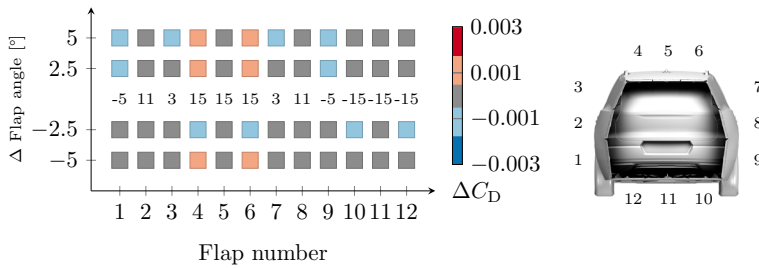 Δ Flap angle [°]
5
2.5
-5 11 3 15 15 15 3 11 -5 -15 -15 -15
−2.5
−5
1 2 3 4 5 6 7 8 9 10 11 12
Flap number
0.003
0.001
−0.001
−0.003
ΔC_D
4 5 6
3 7
2 8
1 9
12 11 10